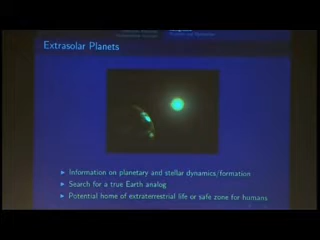 Extrasolar Planets
Information on planetary and stellar dynamics/formation
Search for a true Earth analog
Potential home of extraterrestrial life or safe zone for humans